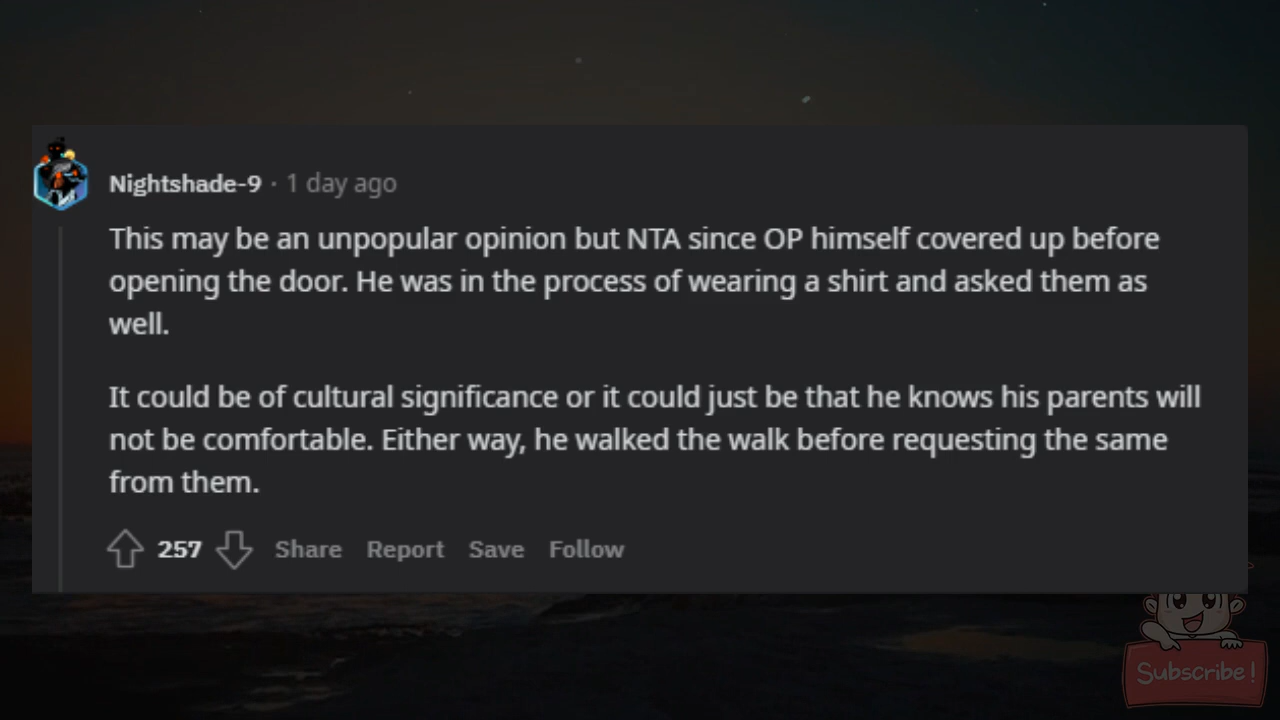 Nightshade-9 · 1 day ago
This may be an unpopular opinion but NTA since OP himself covered up before
opening the door. He was in the process of wearing a shirt and asked them as
well.
It could be of cultural significance or it could just be that he knows his parents will
not be comfortable. Either way, he walked the walk before requesting the same
from them.
257 Share Report Save Follow
Subscribe!